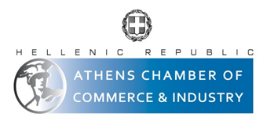 HELLENIC REPUBLIC
ATHENS CHAMBER OF
COMMERCE & INDUSTRY